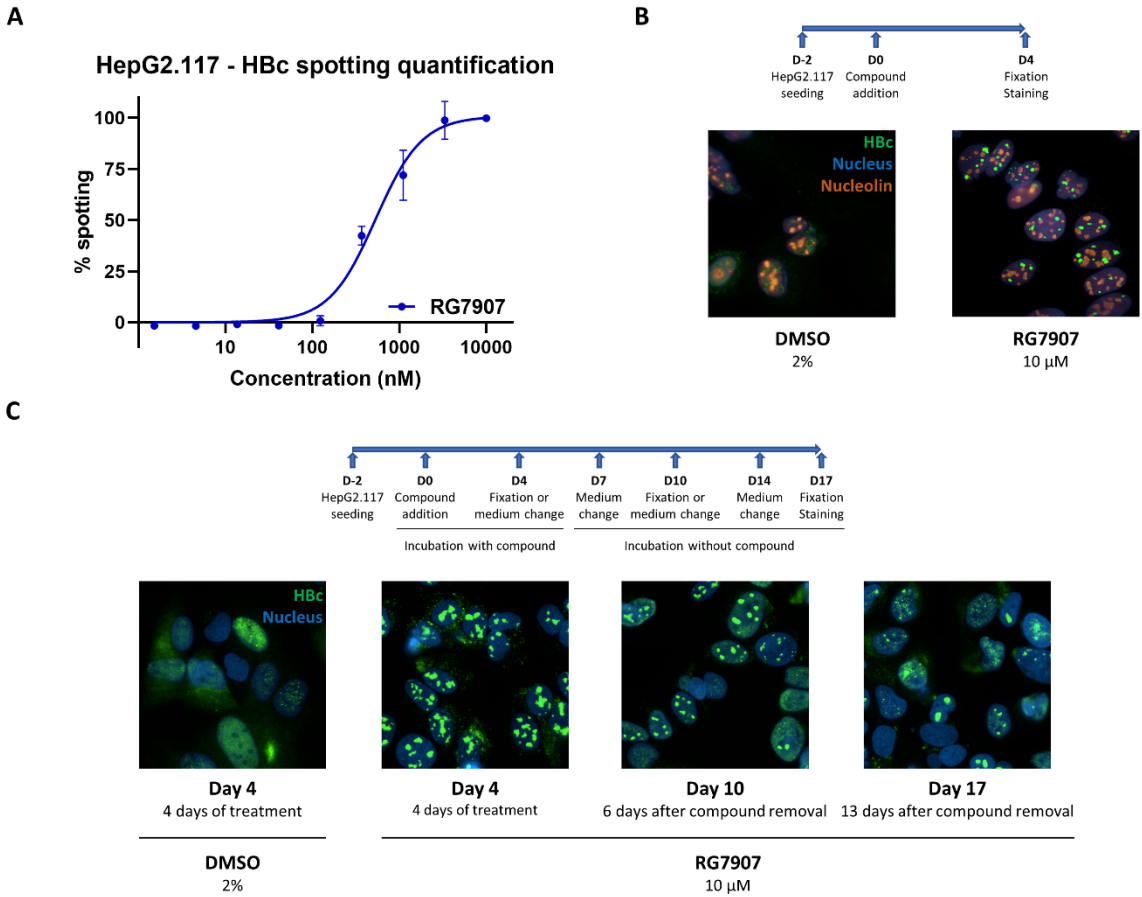 A
HepG2.117 - HBc spotting quantification
% spotting
100
75
50
25
0
RG7907
10
100
1000
10000
Concentration (nM)
B
D-2
HepG2.117
seeding
D0
Compound
addition
D4
Fixation
Staining
HBc
Nucleus
Nucleolin
DMSO
2%
RG7907
10 µM
C
D-2
HepG2.117
seeding
D0
Compound
addition
D4
Fixation or
medium change
D7
Medium
change
D10
Fixation or
medium change
D14
Medium
change
D17
Fixation
Staining
Incubation with compound
Incubation without compound
HBc
Nucleus
Day 4
4 days of treatment
Day 4
4 days of treatment
Day 10
6 days after compound removal
Day 17
13 days after compound removal
DMSO
2%
RG7907
10 µM